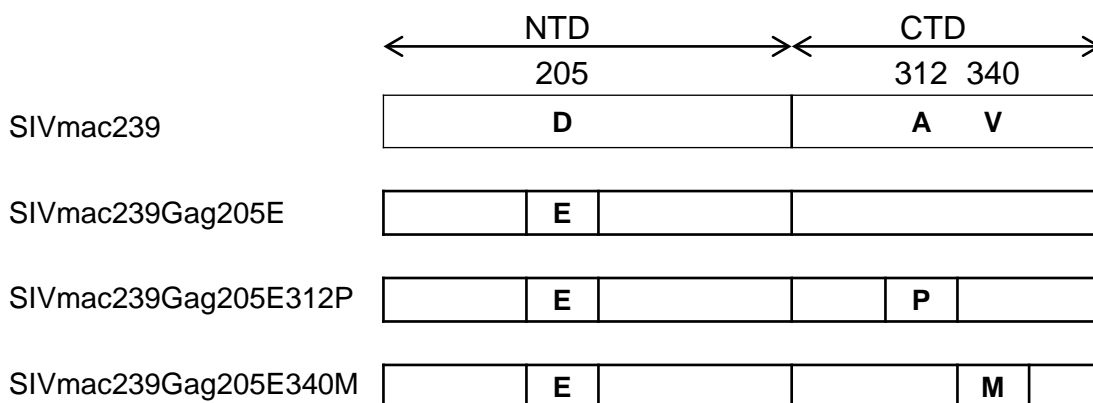 NTD CTD
205 312 340
SIVmac239 D A V
SIVmac239Gag205E E
SIVmac239Gag205E312P E P
SIVmac239Gag205E340M E M